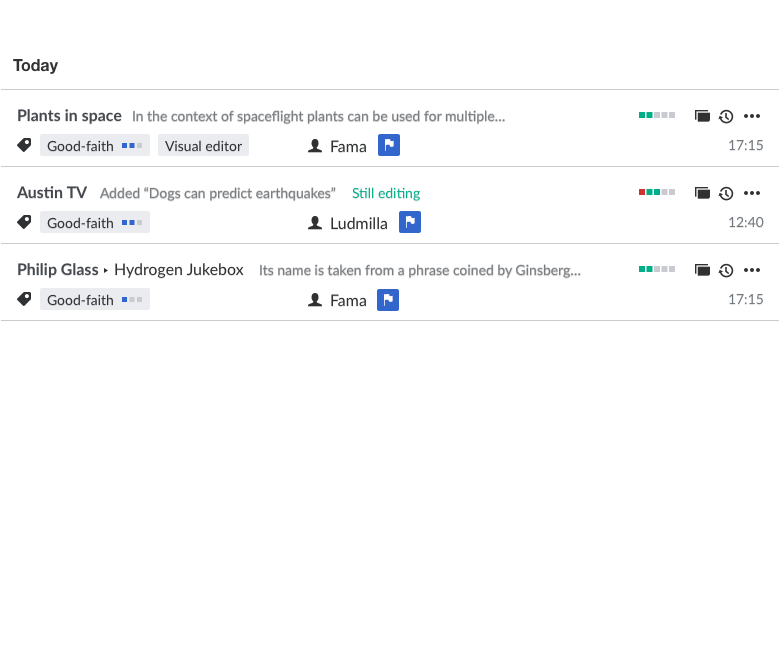 Today
Plants in space In the context of spaceflight plants can be used for multiple...
Good-faith Visual editor Fama 17:15
Austin TV Added “Dogs can predict earthquakes” Still editing
Good-faith Ludmilla 12:40
Philip Glass ‣ Hydrogen Jukebox Its name is taken from a phrase coined by Ginsberg...
Good-faith Fama 17:15